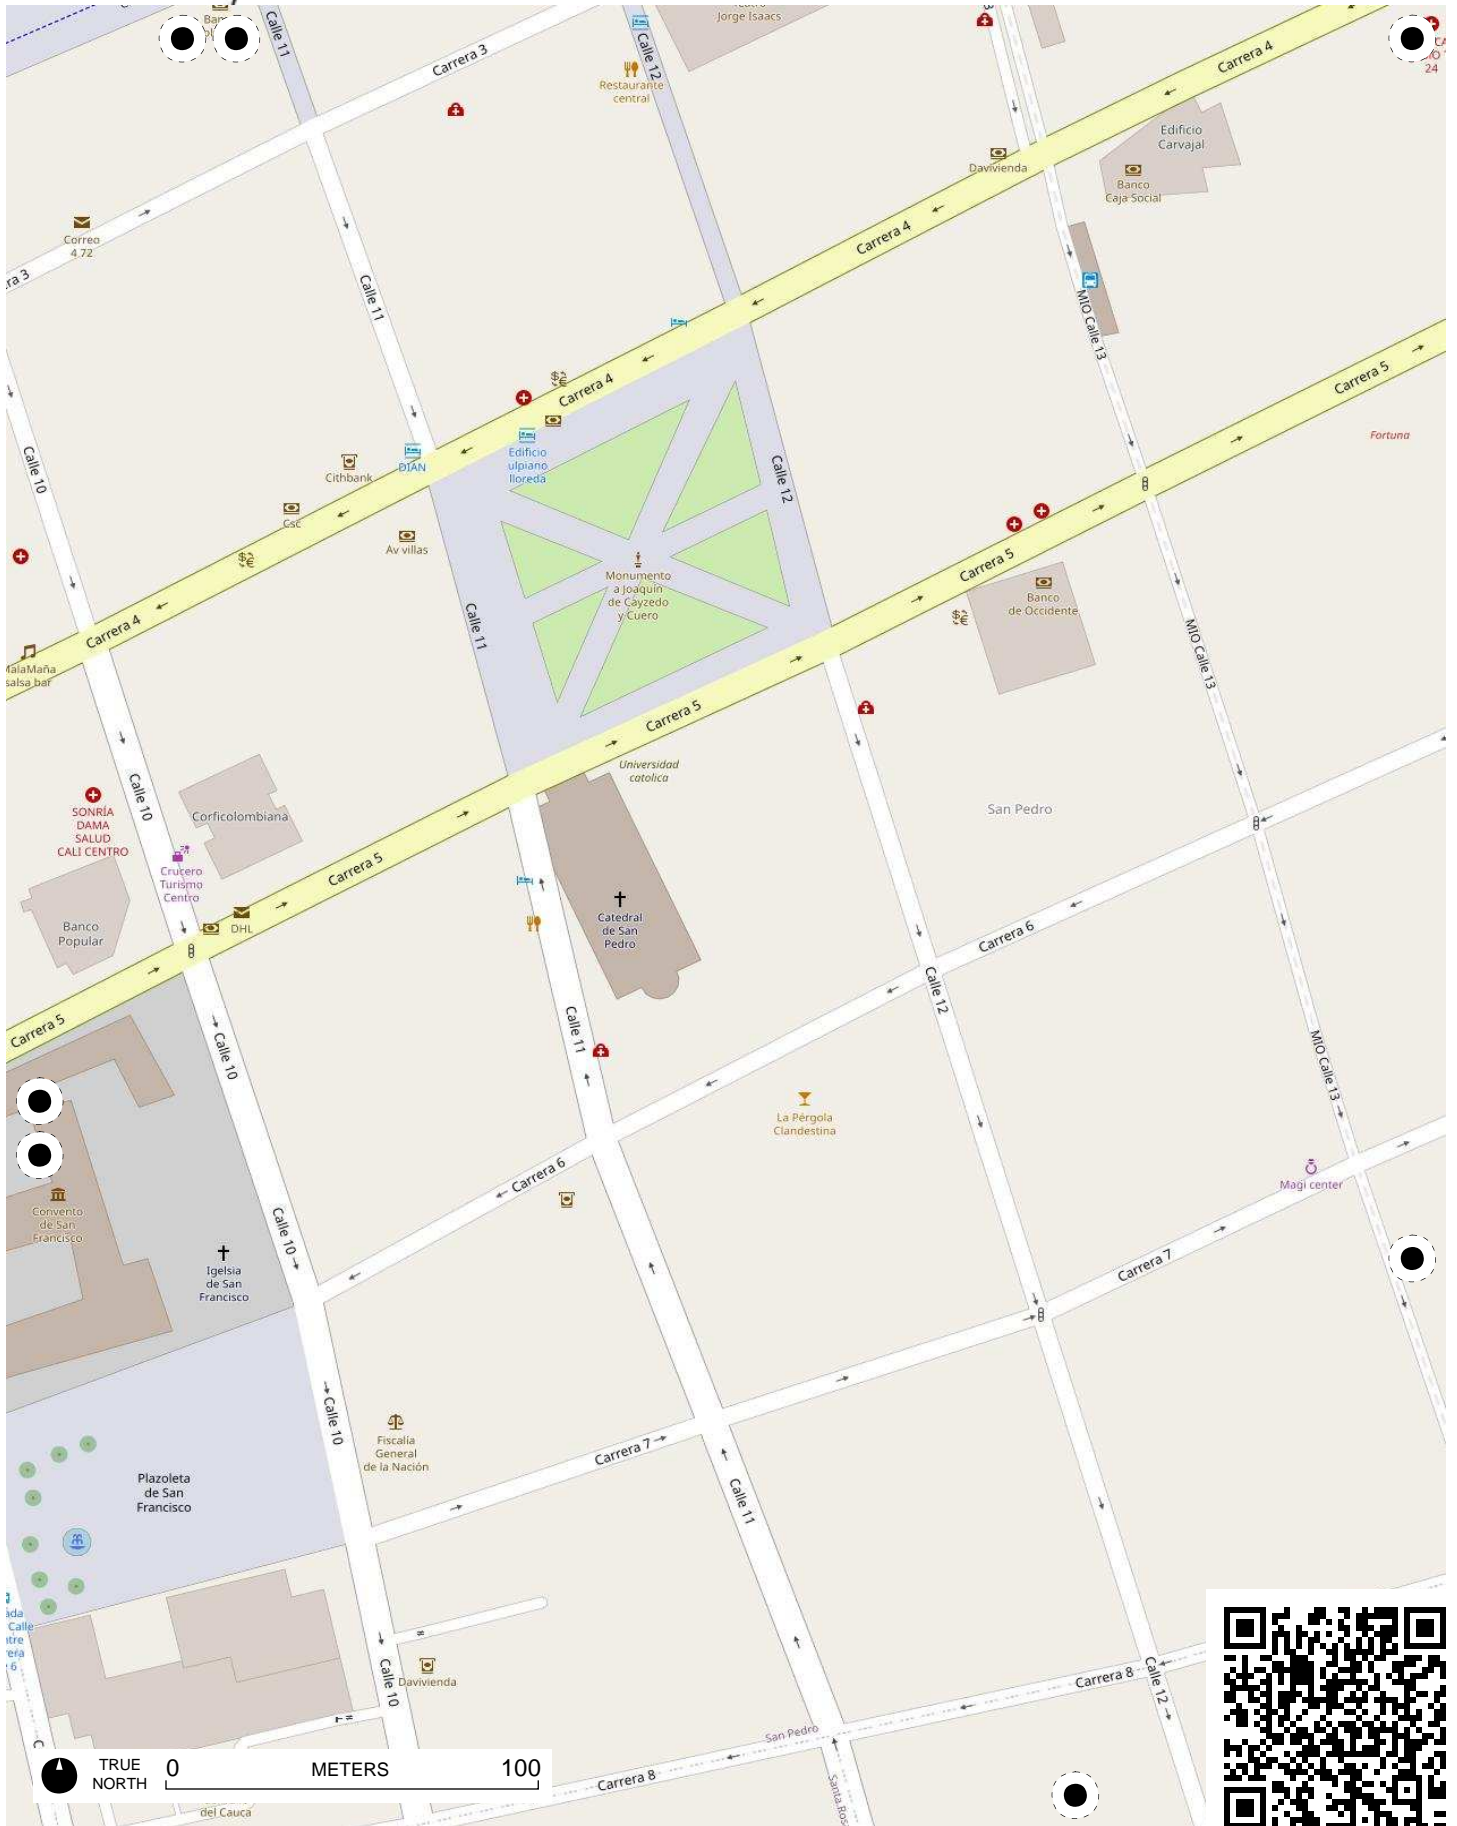 Calle 11
Carrera 3
Calle 12
Jorge Isaacs
Restaurante
central
Carrera 4
24
Edificio
Carvajal
Davivienda
Banco
Caja Social
Correo
4 72
Calle 11
Carrera 4
MIO Calle 13
Carrera 5
Carrera 4
Fortuna
Calle 10
Cithbank
DIAN
Edificio
ulpiano
lloreda
Calle 12
Csc
Av villas
Carrera 5
Monumento
a Joaquín
de Cayzedo
y Cuero
Banco
de Occidente
Calle 11
Carrera 4
MIO Calle 13
salsa bar
Carrera 5
Universidad
catolica
Calle 10
SONRÍA
DAMA
SALUD
CALI CENTRO
Corficolombiana
San Pedro
Crucero
Turismo
Centro
Carrera 5
DHL
Banco
Popular
Catedral
de San
Pedro
Carrera 6
Calle 12
Carrera 5
Calle 10
Calle 11
MIO Calle 13
La Pérgola
Clandestina
Carrera 6
Magi center
Convento
de San
Francisco
Calle 10
Igelsia
de San
Francisco
Carrera 7
Calle 10
Fiscalía
General
de la Nación
Carrera 7
Plazoleta
de San
Francisco
Calle 11
Calle
6
Calle 10
Davivienda
Carrera 8
Calle 12
San Pedro
TRUE
NORTH
0 METERS 100
Carrera 8
del Cauca